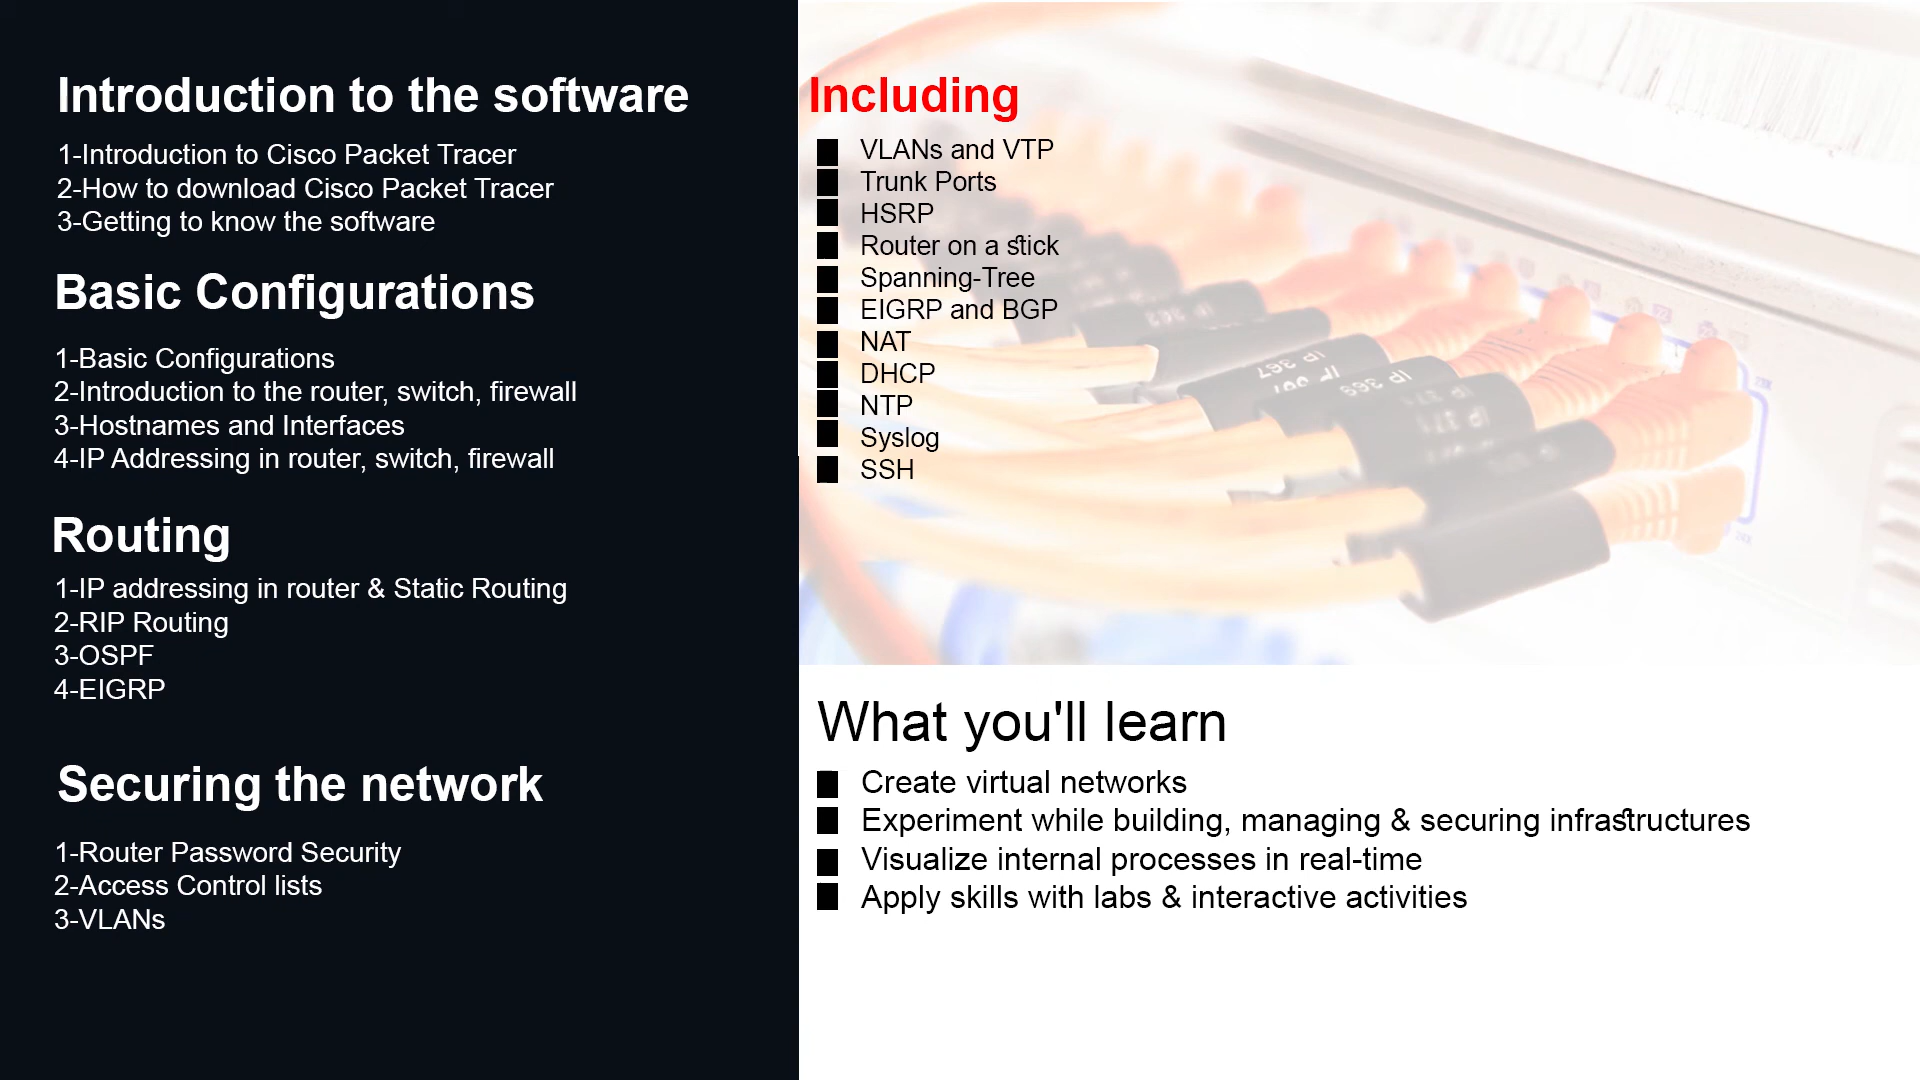 Introduction to the software
1-Introduction to Cisco Packet Tracer
2-How to download Cisco Packet Tracer
3-Getting to know the software
Basic Configurations
1-Basic Configurations
2-Introduction to the router, switch, firewall
3-Hostnames and Interfaces
4-IP Addressing in router, switch, firewall
Routing
1-IP addressing in router & Static Routing
2-RIP Routing
3-OSPF
4-EIGRP
Securing the network
1-Router Password Security
2-Access Control lists
3-VLANs
Including
VLANs and VTP
Trunk Ports
HSRP
Router on a stick
Spanning-Tree
EIGRP and BGP
NAT
DHCP
NTP
Syslog
SSH
IP 367
IP 369
IP 371
What you'll learn
Create virtual networks
Experiment while building, managing & securing infrastructures
Visualize internal processes in real-time
Apply skills with labs & interactive activities